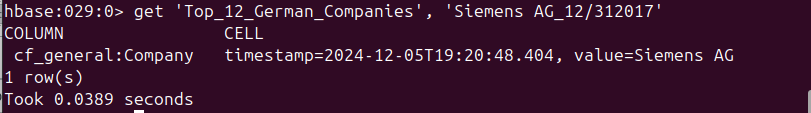 hbase:029:0> get 'Top_12_German_Companies', 'Siemens AG_12/312017'
COLUMN CELL
cf_general:Company timestamp=2024-12-05T19:20:48.404, value=Siemens AG
1 row(s)
Took 0.0389 seconds